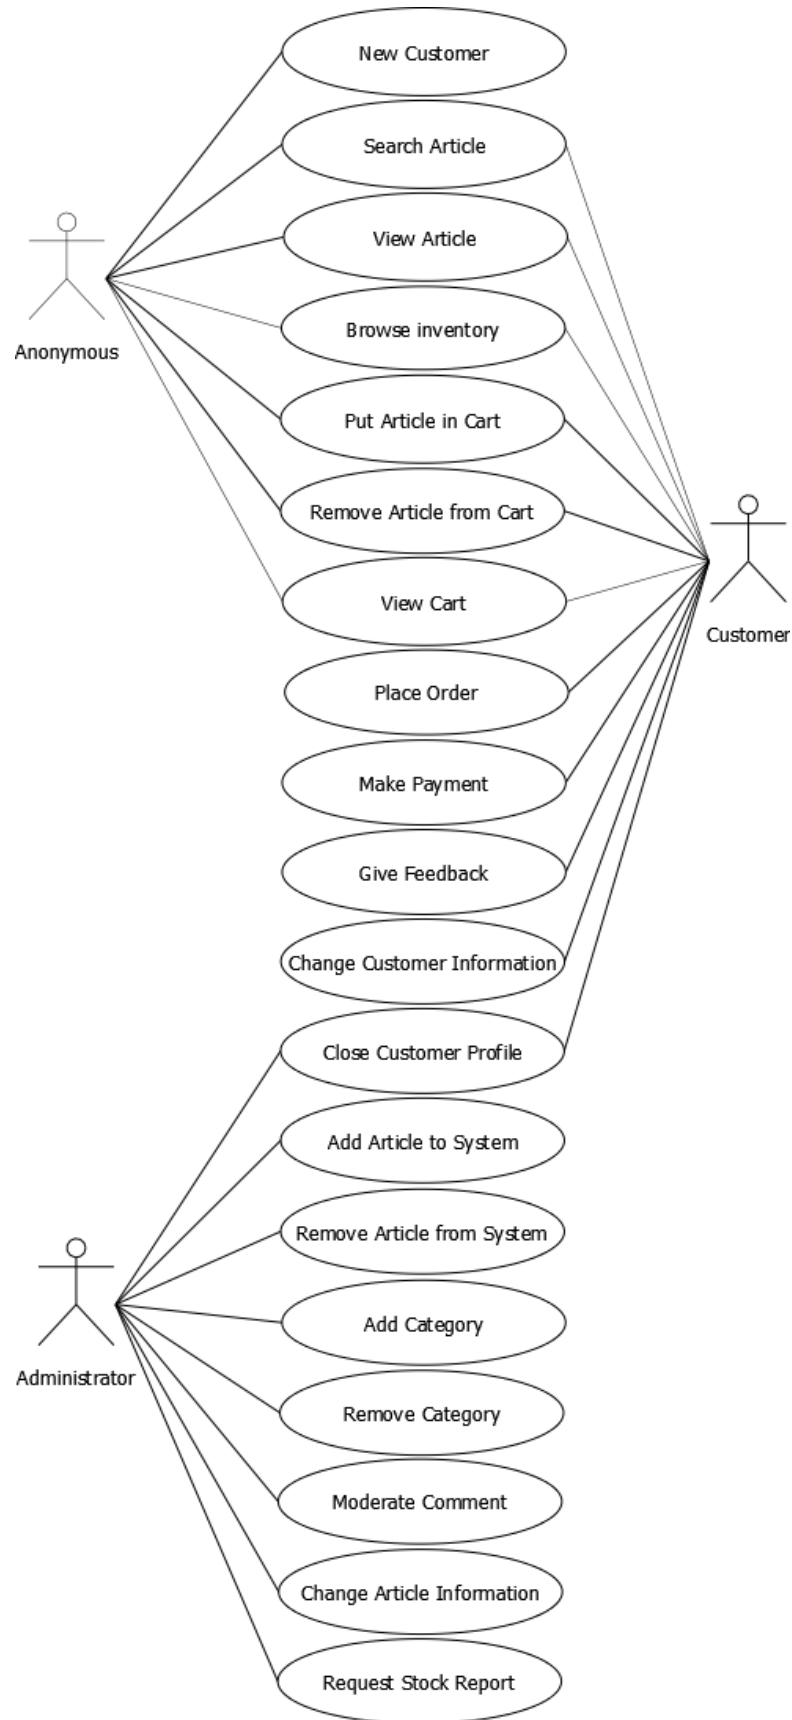 New Customer
Search Article
View Article
Browse inventory
Anonymous
Put Article in Cart
Remove Article from Cart
View Cart
Customer
Place Order
Make Payment
Give Feedback
Change Customer Information
Close Customer Profile
Add Article to System
Remove Article from System
Add Category
Administrator
Remove Category
Moderate Comment
Change Article Information
Request Stock Report